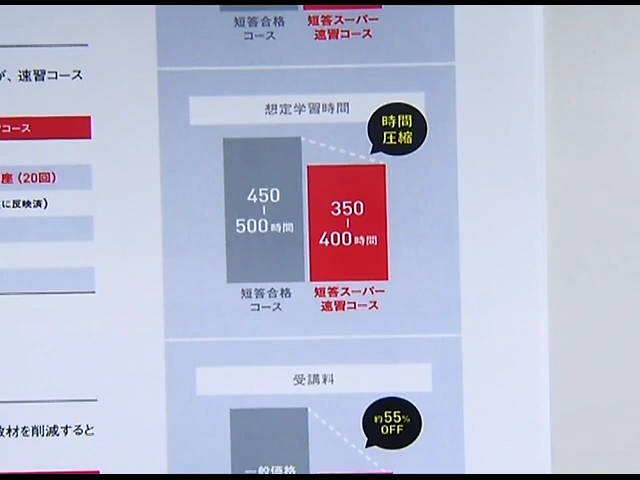 短答合格
コース
短答スーパー
速習コース
が、速習コース
コース
座（20回）
に反映済)
教材を削減すると
想定学習時間
時間
圧縮
450
500時間
350
400時間
短答合格
コース
短答スーパー
速習コース
受講料
約55%
OFF
一般価格